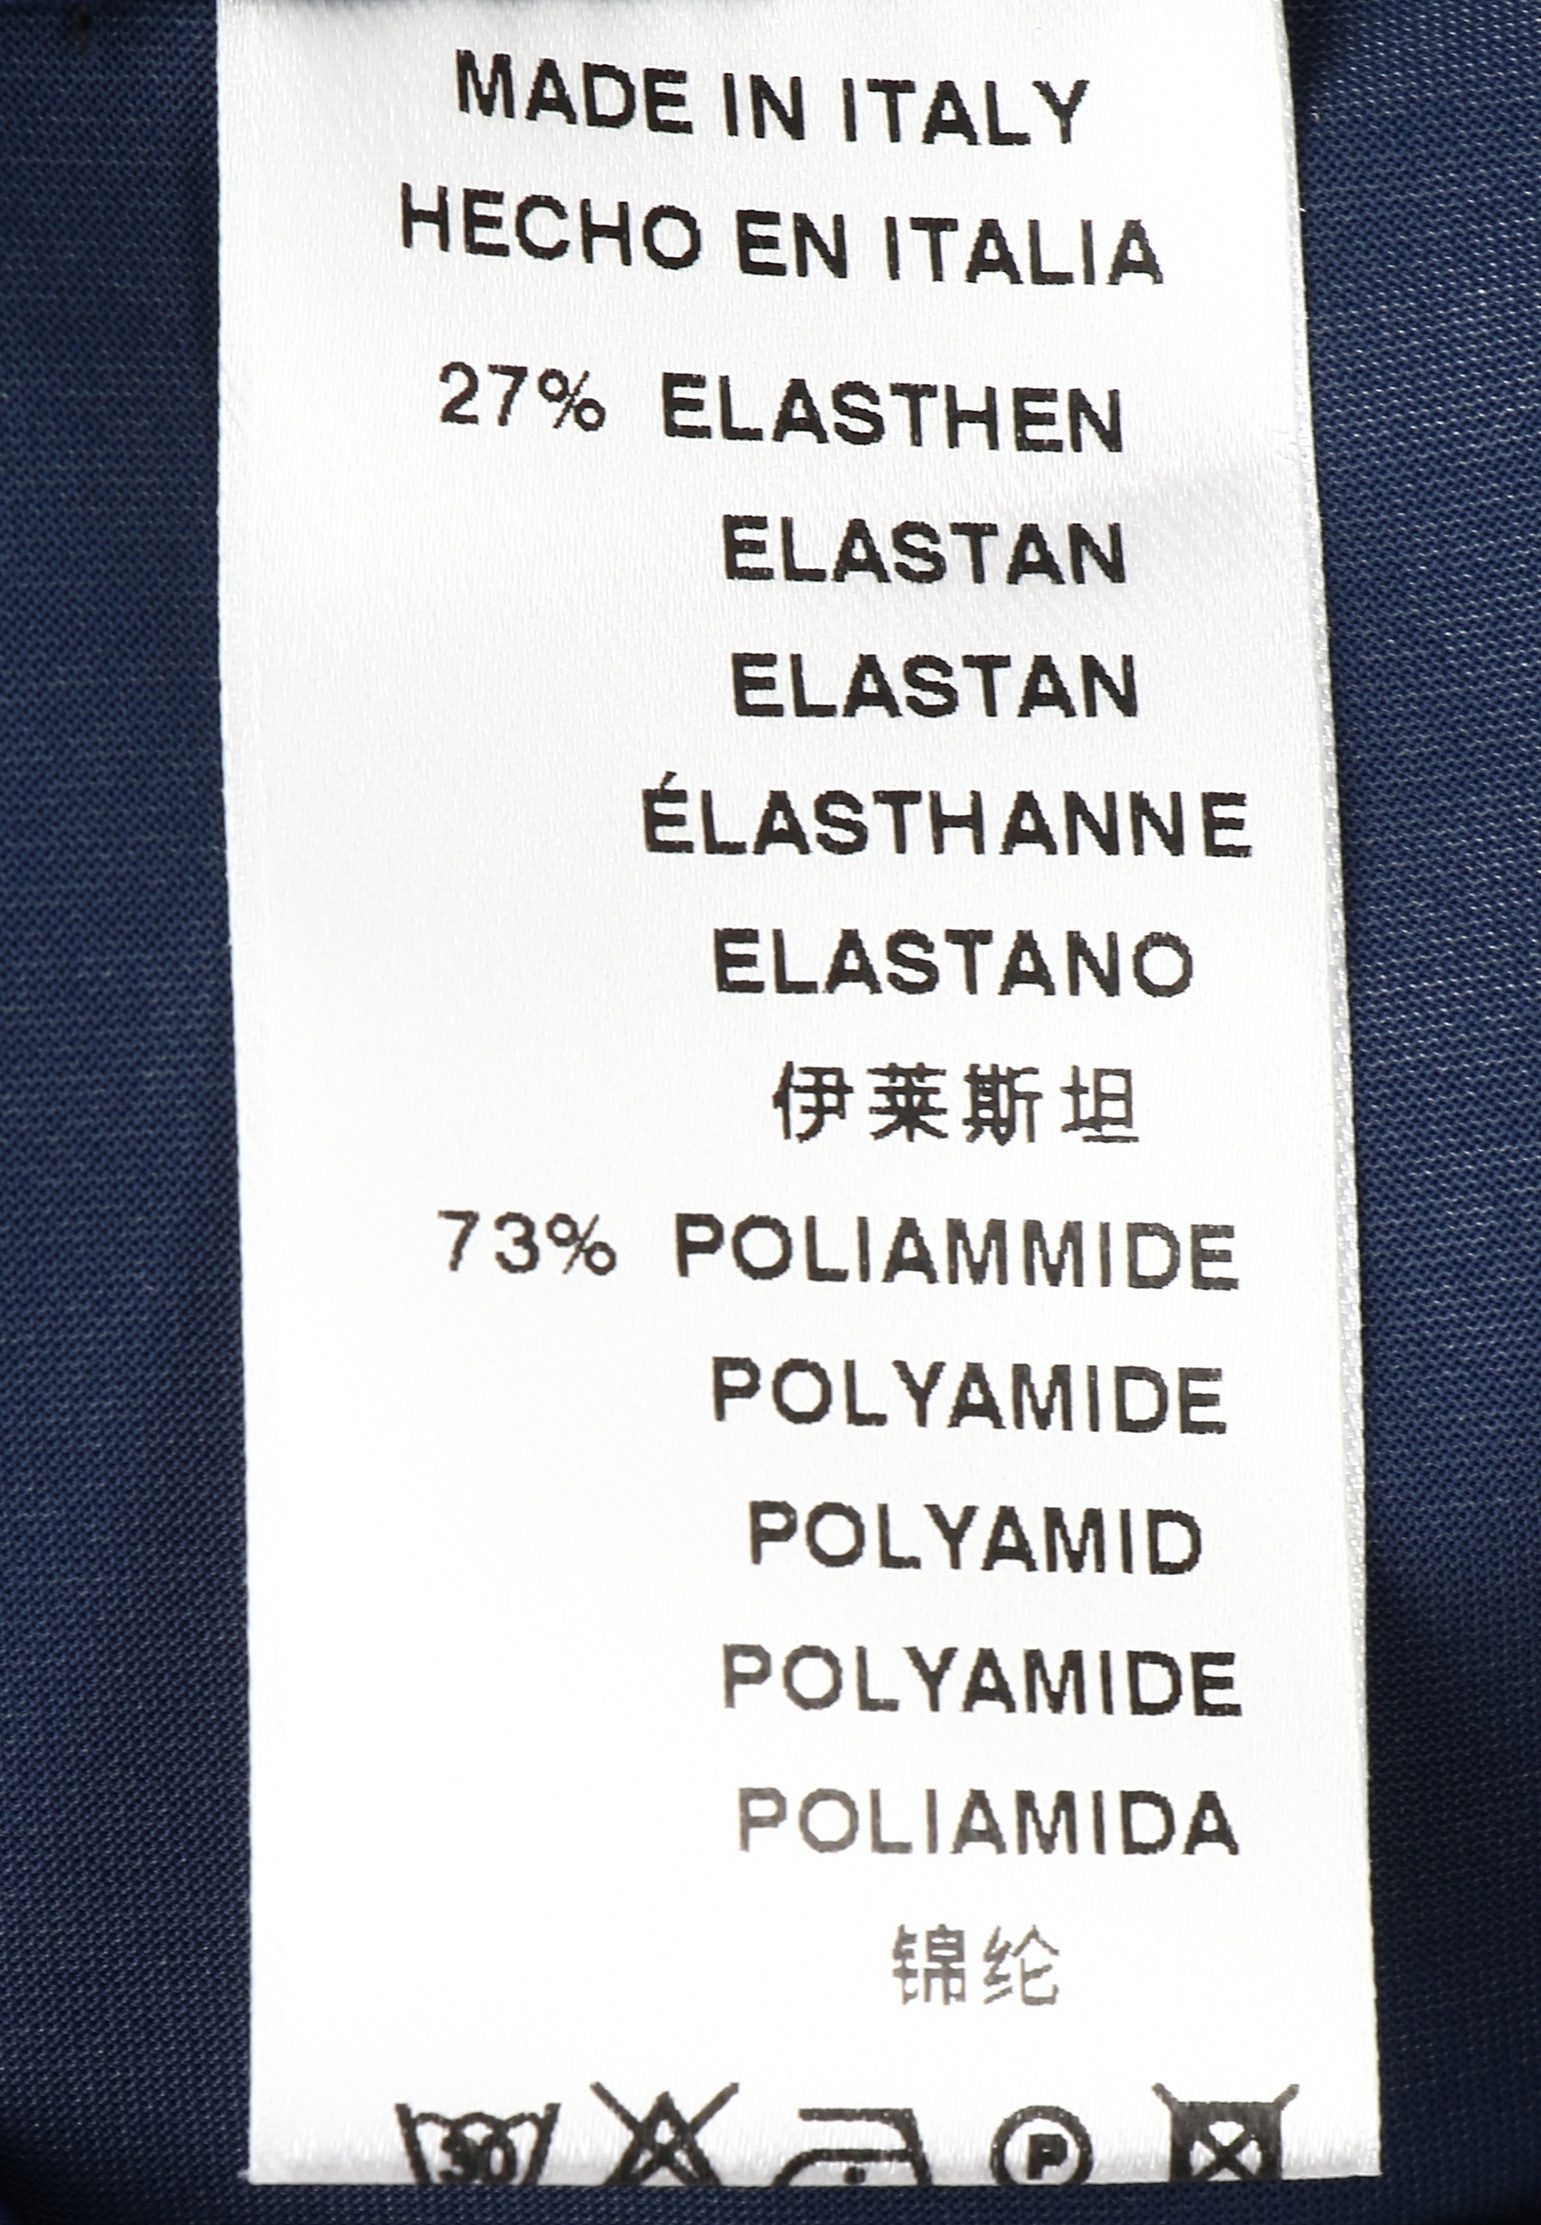 MADE IN ITALY
HECHO EN ITALIA
27% ELASTHEN
ELASTAN
ELASTAN
ÉLASTHANNE
ELASTANO
伊莱斯坦
73% POLIAMMIDE
POLYAMIDE
POLYAMID
POLYAMIDE
POLIAMIDA
锦纶
30 P